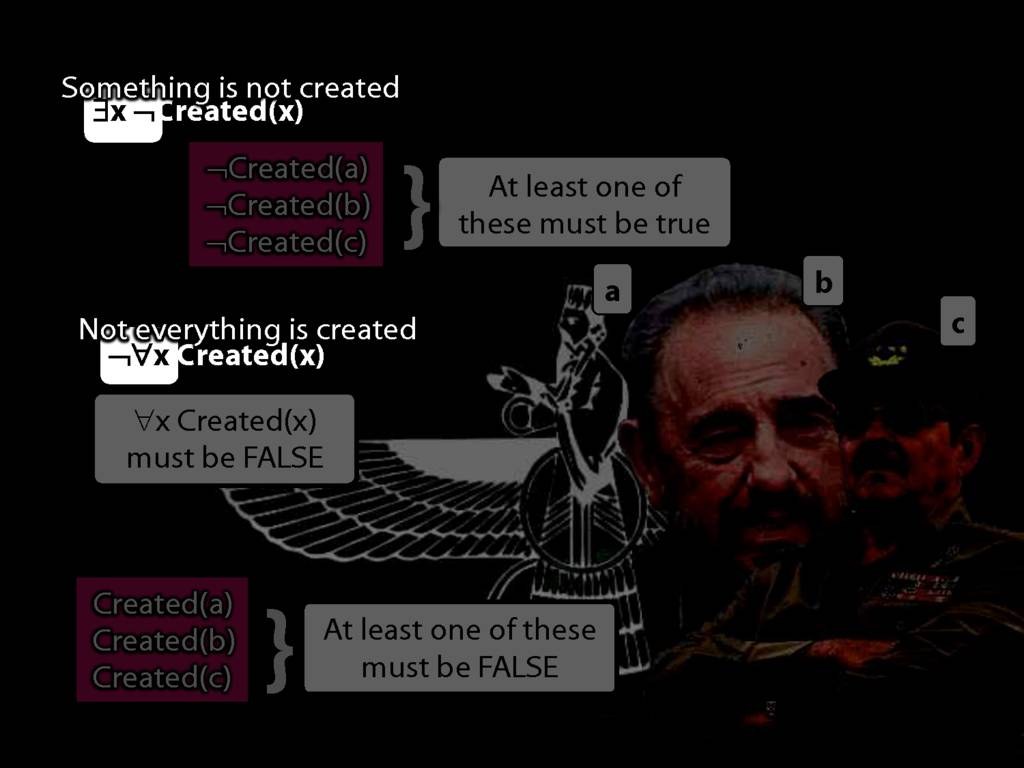 Something is not created
∃x ¬Created(x)
¬Created(a)
¬Created(b)
¬Created(c)
}
At least one of
these must be true
a
b
c
Not everything is created
¬∀x Created(x)
∀x Created(x)
must be FALSE
Created(a)
Created(b)
Created(c)
}
At least one of these
must be FALSE